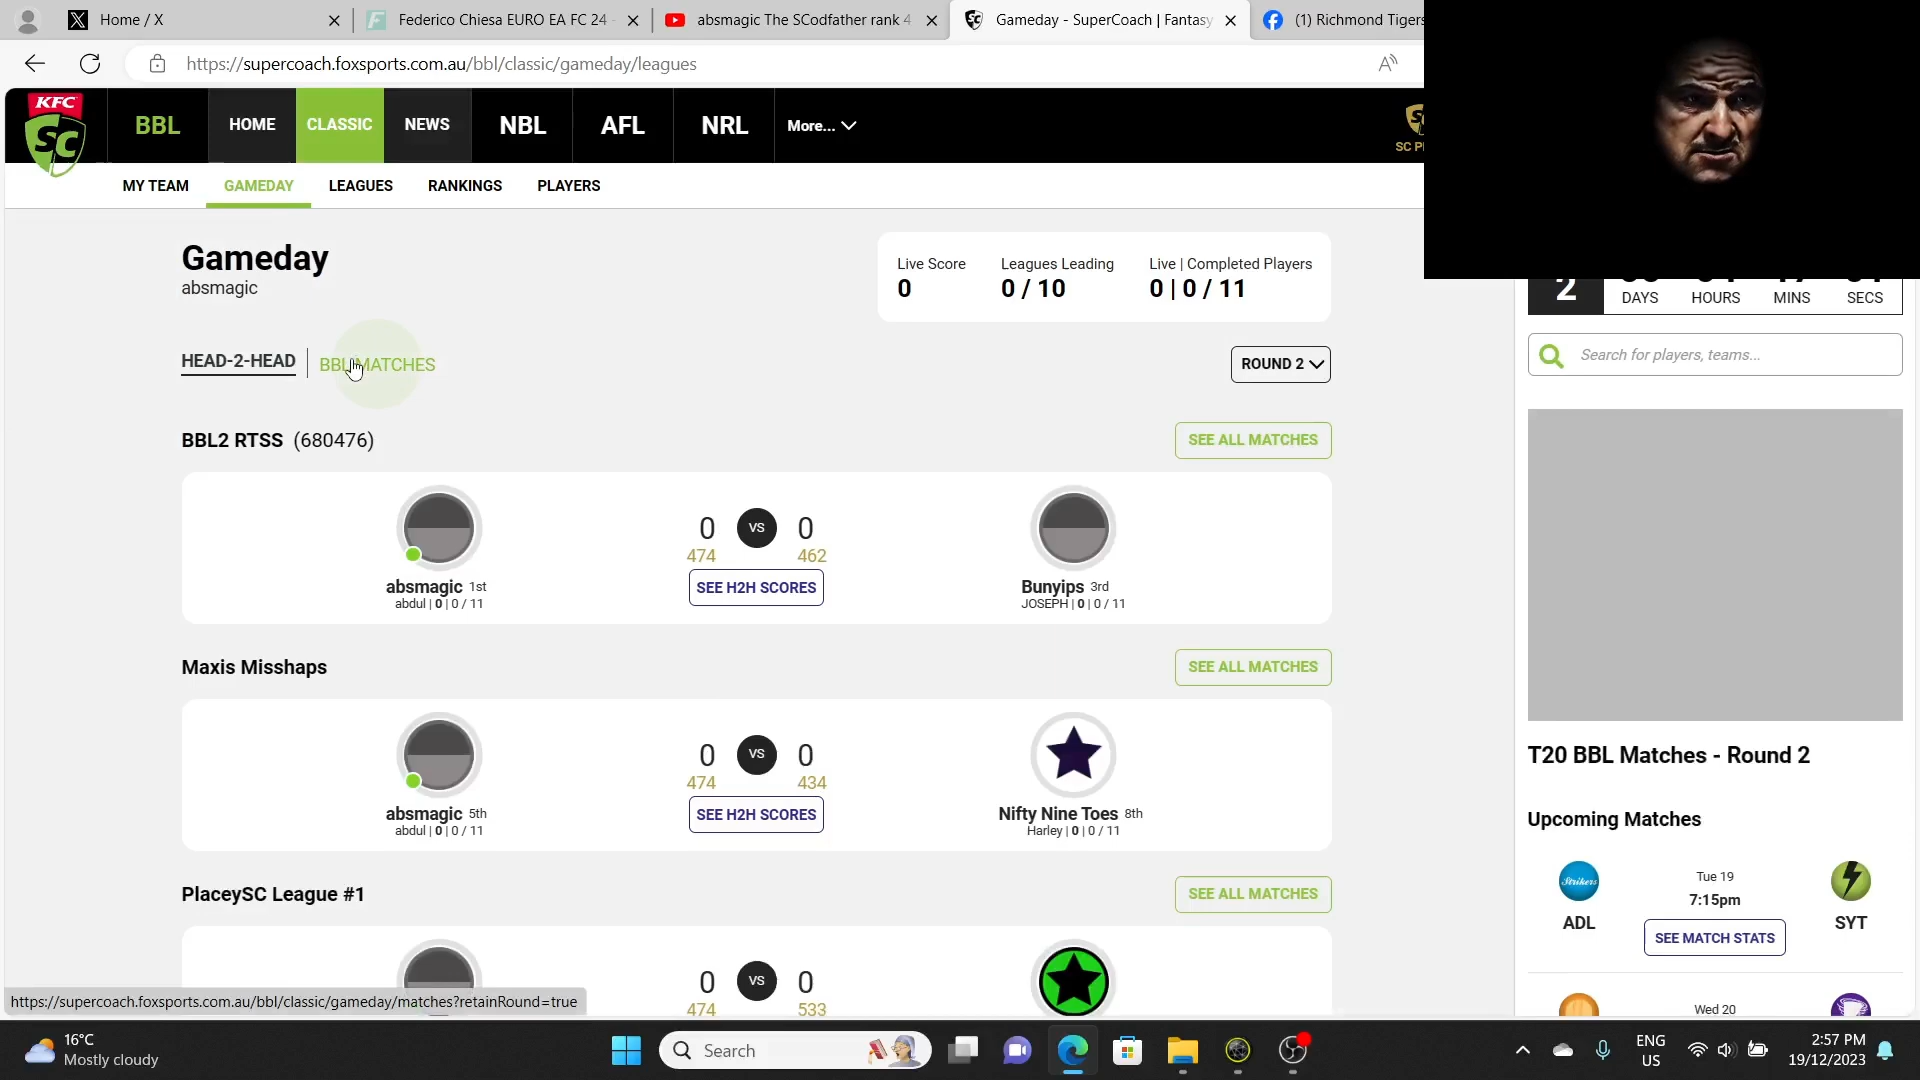 Home / X
Federico Chiesa EURO EA FC 24
absmagic The SCodfather rank 4
Gameday - SuperCoach | Fantasy
(1) Richmond Tigers
https://supercoach.foxsports.com.au/bbl/classic/gameday/leagues
KFC
SC
BBL
HOME
CLASSIC
NEWS
NBL
AFL
NRL
More...
MY TEAM
GAMEDAY
LEAGUES
RANKINGS
PLAYERS
Gameday
absmagic
Live Score
0
Leagues Leading
0 / 10
Live | Completed Players
0 | 0 / 11
2
DAYS
HOURS
MINS
SECS
HEAD-2-HEAD
BBL MATCHES
ROUND 2
Search for players, teams...
BBL2 RTSS (680476)
SEE ALL MATCHES
0 VS 0
474 462
SEE H2H SCORES
absmagic 1st
abdul | 0 | 0 / 11
Bunyips 3rd
JOSEPH | 0 | 0 / 11
Maxis Misshaps
SEE ALL MATCHES
0 VS 0
474 434
SEE H2H SCORES
absmagic 5th
abdul | 0 | 0 / 11
Nifty Nine Toes 8th
Harley | 0 | 0 / 11
PlaceySC League #1
SEE ALL MATCHES
0 VS 0
474 533
T20 BBL Matches - Round 2
Upcoming Matches
Strikers
ADL
Tue 19
7:15pm
SEE MATCH STATS
SYT
Wed 20
https://supercoach.foxsports.com.au/bbl/classic/gameday/matches?retainRound=true
16°C
Mostly cloudy
Search
ENG
US
2:57 PM
19/12/2023